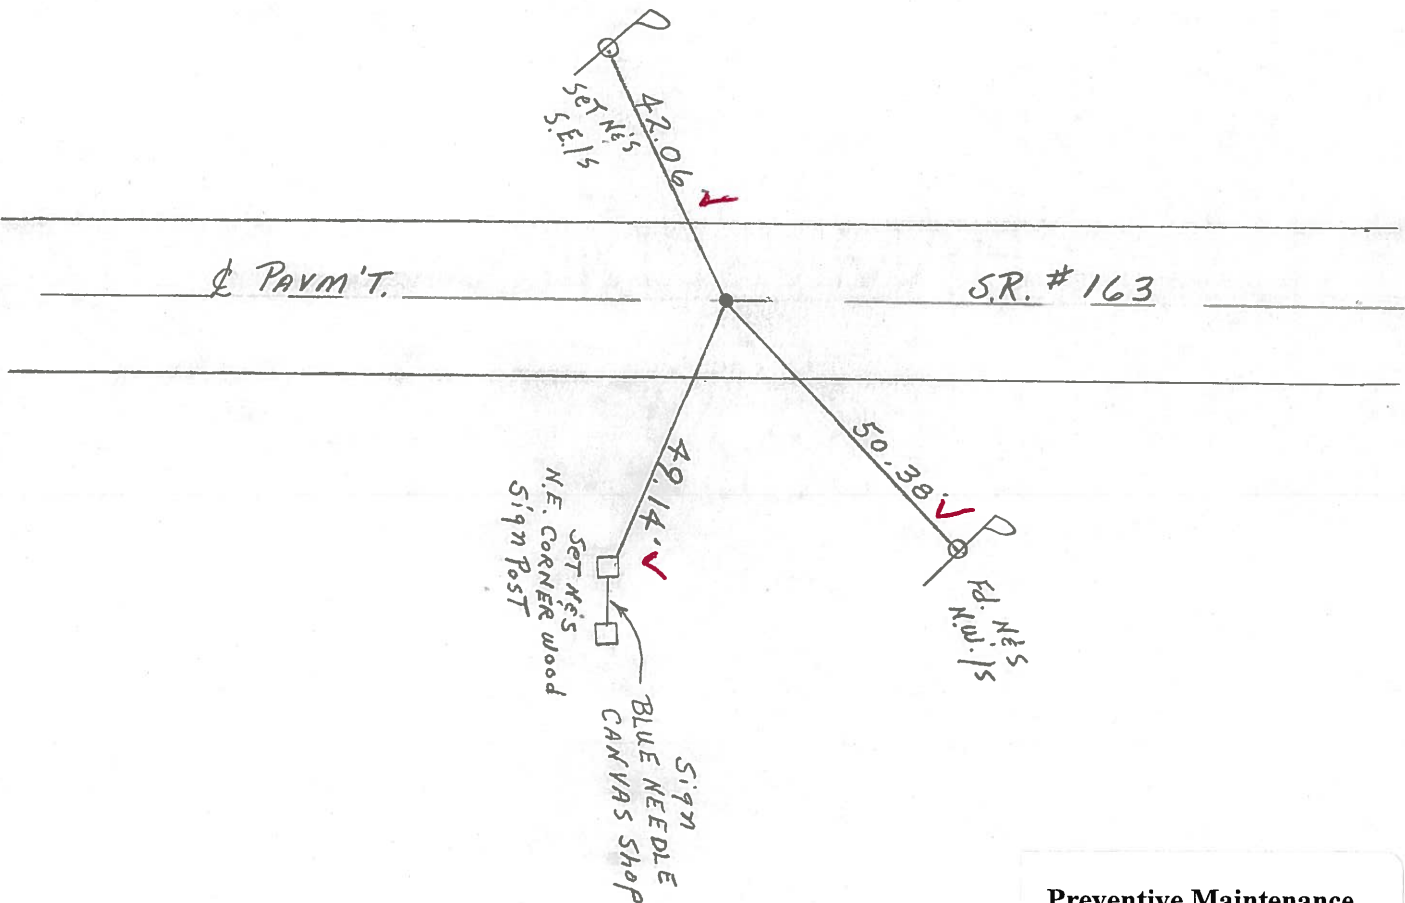 42.06
Set N&S
S.E./S
₵ PAVM'T.
S.R. # 163
50.38'
49.14'
Set N&S
N.E. CORNER Wood
Sign Post
Fd. N&S
N.W./S
Sign
BLUE NEEDLE
CANVAS Shop
Preventive Maintenance